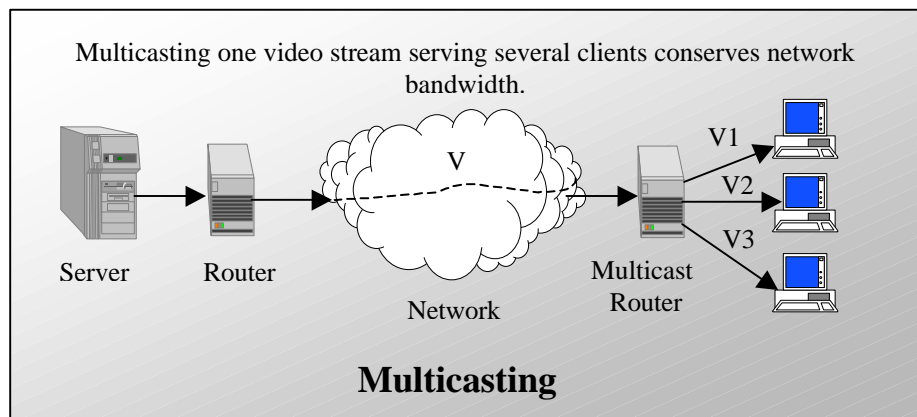 Multicasting one video stream serving several clients conserves network
bandwidth.
V
V1
V2
V3
Server
Router
Network
Multicast
Router
Multicasting